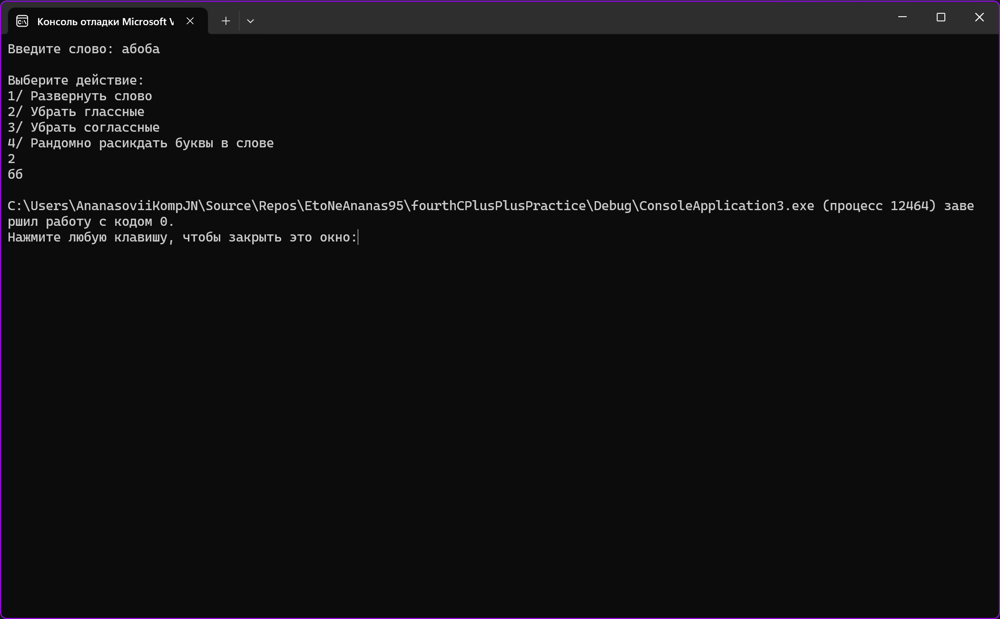 Консоль отладки Microsoft V
Введите слово: абоба
Выберите действие:
1/ Развернуть слово
2/ Убрать глассные
3/ Убрать соглассные
4/ Рандомно расикдать буквы в слове
2
бб
C:\Users\AnanasoviiKompJN\Source\Repos\EtoNeAnanas95\fourthCPlusPlusPractice\Debug\ConsoleApplication3.exe (процесс 12464) заве
ршил работу с кодом 0.
Нажмите любую клавишу, чтобы закрыть это окно: